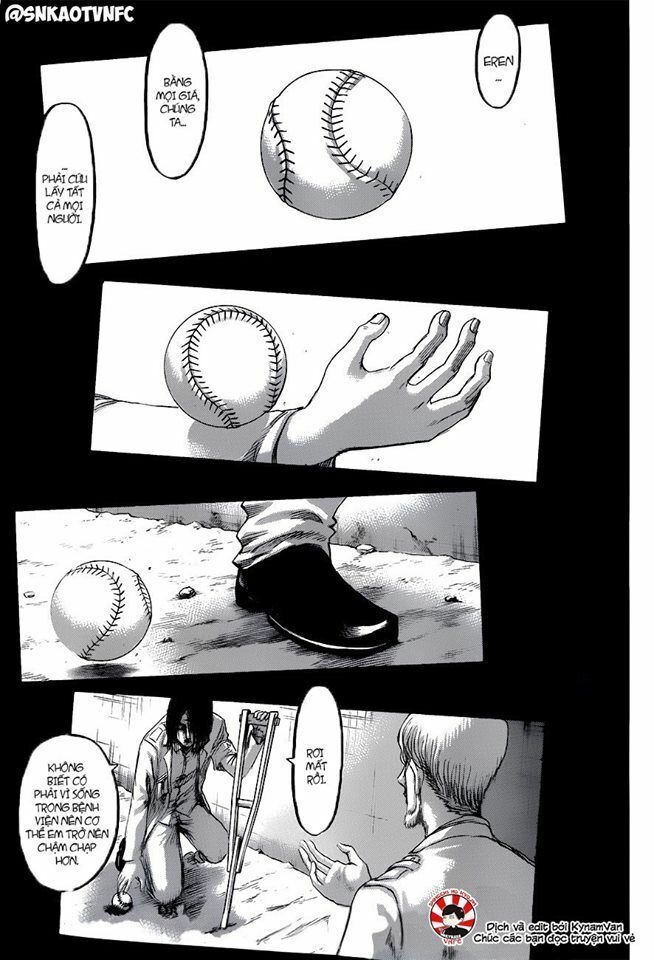 @SNKAOTVNFC
EREN
...
BẰNG
MỌI GIÁ,
CHÚNG
TA...
...
PHẢI CỨU
LẤY TẤT
CẢ MỌI
NGƯỜI.
RƠI
MẤT
RỒI.
KHÔNG
BIẾT CÓ
PHẢI VÌ SỐNG
TRONG BỆNH
VIỆN NÊN CƠ
THỂ EM TRỞ NÊN
CHẬM CHẠP
HƠN.
Dịch và edit bởi KynamVan
Chúc các bạn đọc truyện vui vẻ